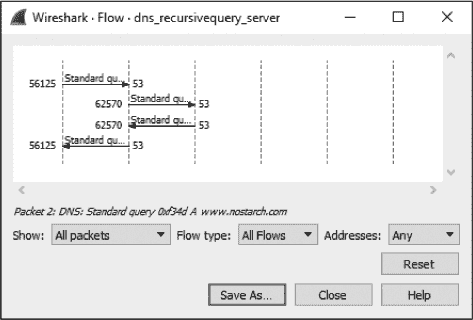 Wireshark · Flow · dns_recursivequery_server
56125 Standard qu... 53
62570 Standard qu... 53
62570 Standard qu... 53
56125 Standard qu... 53
Packet 2: DNS: Standard query 0xf34d A www.nostarch.com
Show: All packets Flow type: All Flows Addresses: Any
Reset
Save As... Close Help